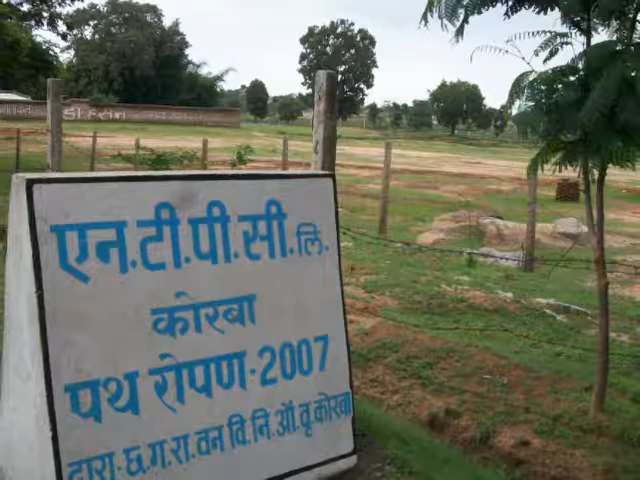 एन.टी.पी.सी.लि.
कोरबा
पथ रोपण-2007
द्वारा-छ.ग.रा.वन वि.नि.ऑ.वृ.कोरबा